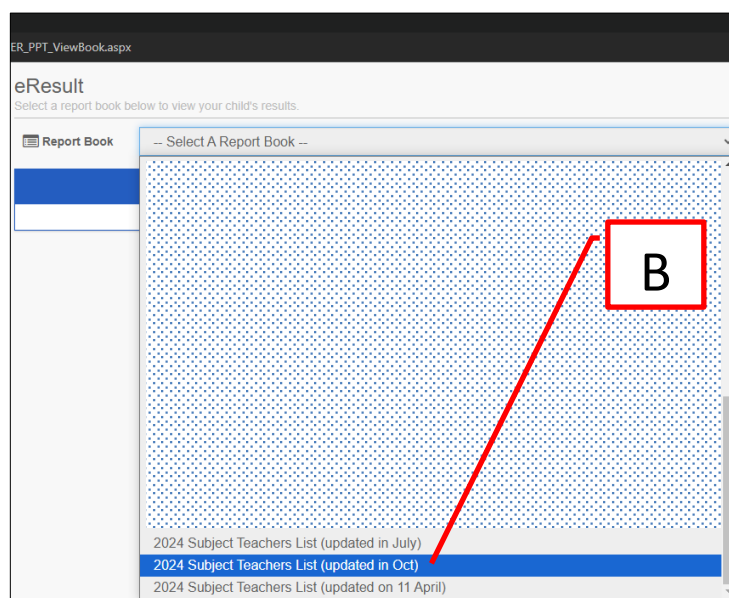 ER_PPT_ViewBook.aspx
eResult
Select a report book below to view your child's results.
Report Book
-- Select A Report Book --
B
2024 Subject Teachers List (updated in July)
2024 Subject Teachers List (updated in Oct)
2024 Subject Teachers List (updated on 11 April)